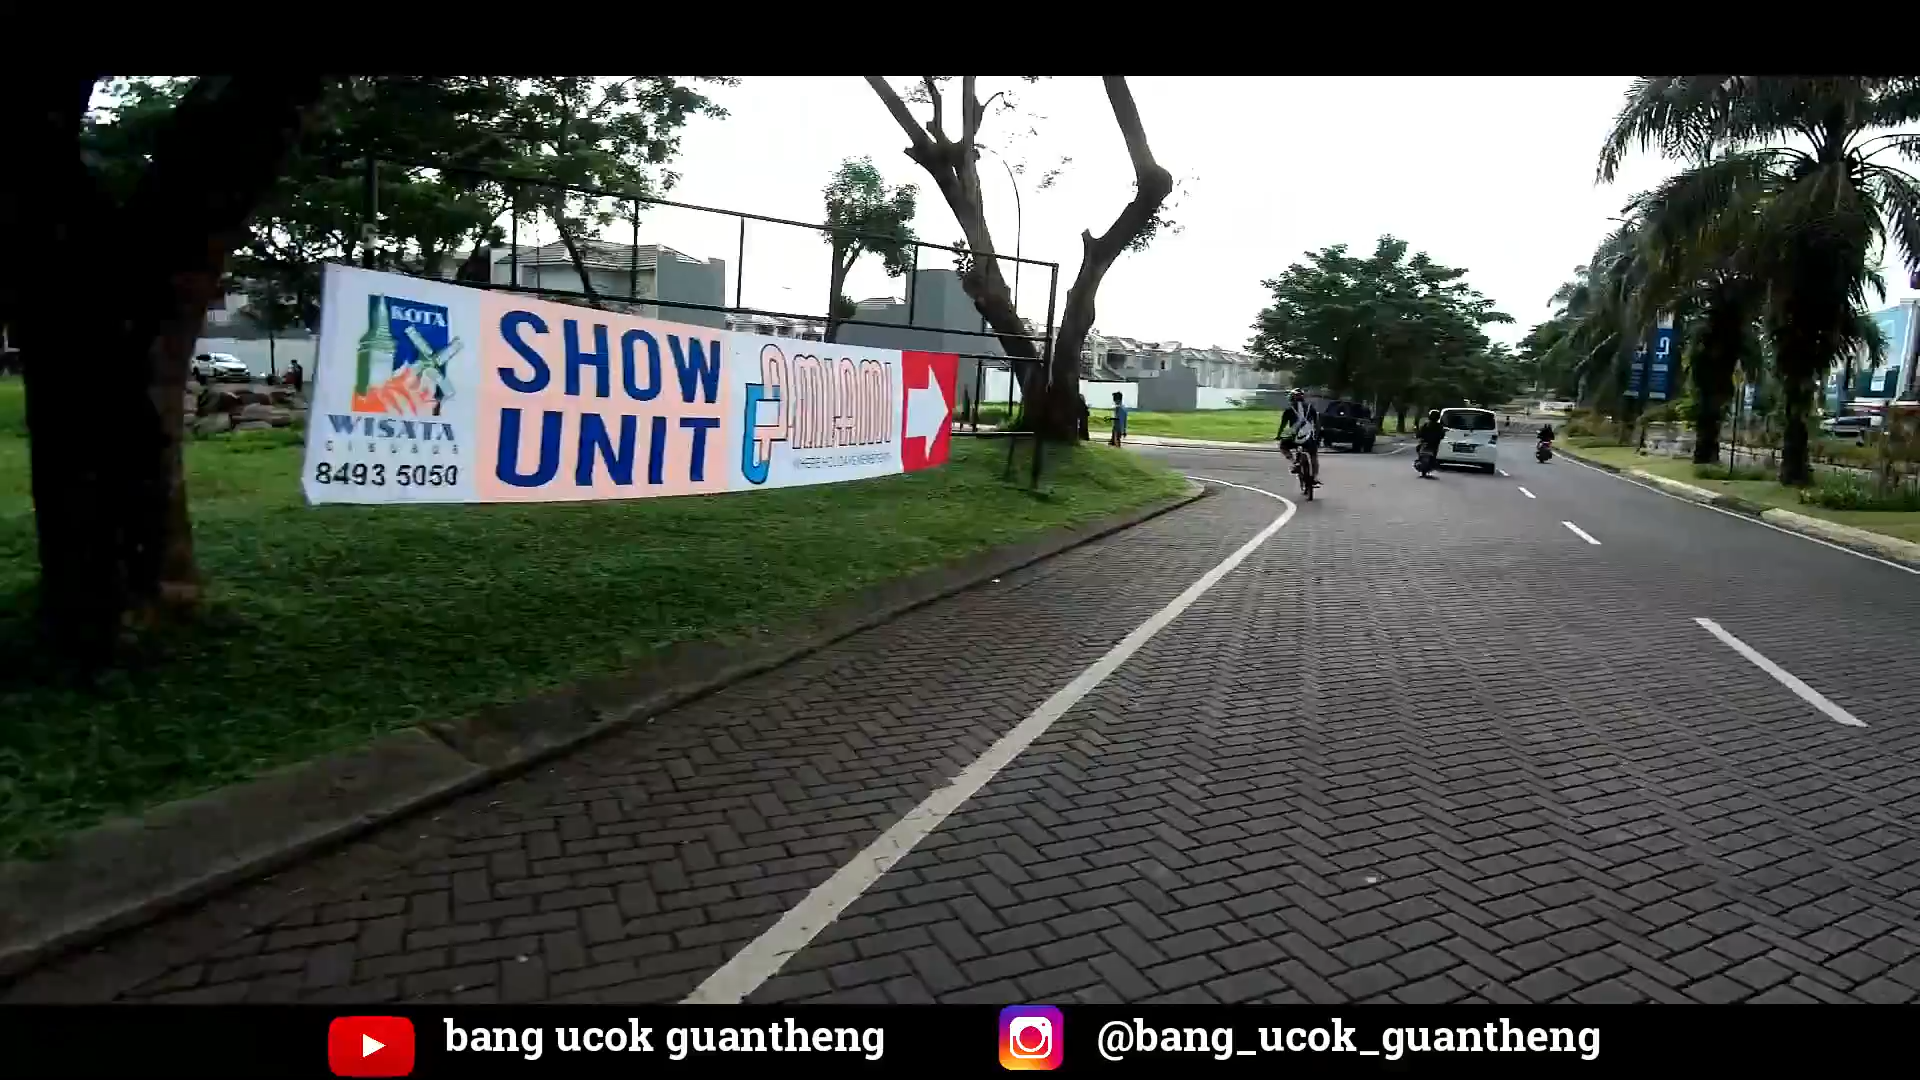 KOTA
WISATA
CIBUBUR
8493 5050
SHOW
UNIT
MIAMI
bang ucok guantheng
@bang_ucok_guantheng